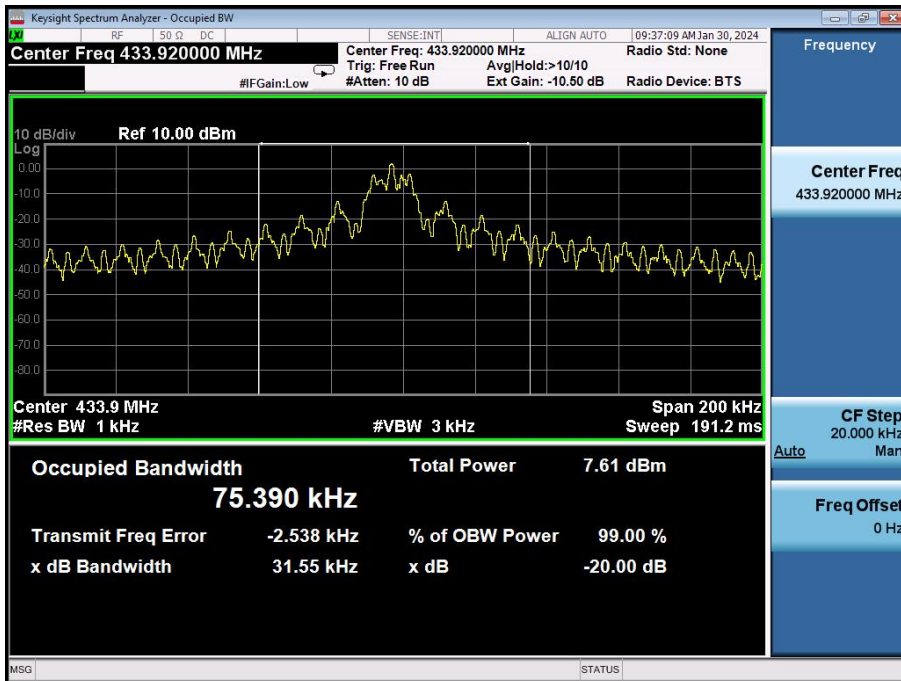 Keysight Spectrum Analyzer - Occupied BW
LXI RF 50 Ω DC SENSE:INT ALIGN AUTO 09:37:09 AM Jan 30, 2024
Center Freq 433.920000 MHz
Center Freq: 433.920000 MHz Radio Std: None
Trig: Free Run Avg|Hold:>10/10
#IFGain:Low #Atten: 10 dB Ext Gain: -10.50 dB Radio Device: BTS
10 dB/div Ref 10.00 dBm
Log
0.00
-10.0
-20.0
-30.0
-40.0
-50.0
-60.0
-70.0
-80.0
Center 433.9 MHz Span 200 kHz
#Res BW 1 kHz #VBW 3 kHz Sweep 191.2 ms
Occupied Bandwidth Total Power 7.61 dBm
75.390 kHz
Transmit Freq Error -2.538 kHz % of OBW Power 99.00 %
x dB Bandwidth 31.55 kHz x dB -20.00 dB
Frequency
Center Freq
433.920000 MHz
CF Step
20.000 kHz
Auto Man
Freq Offset
0 Hz
MSG STATUS